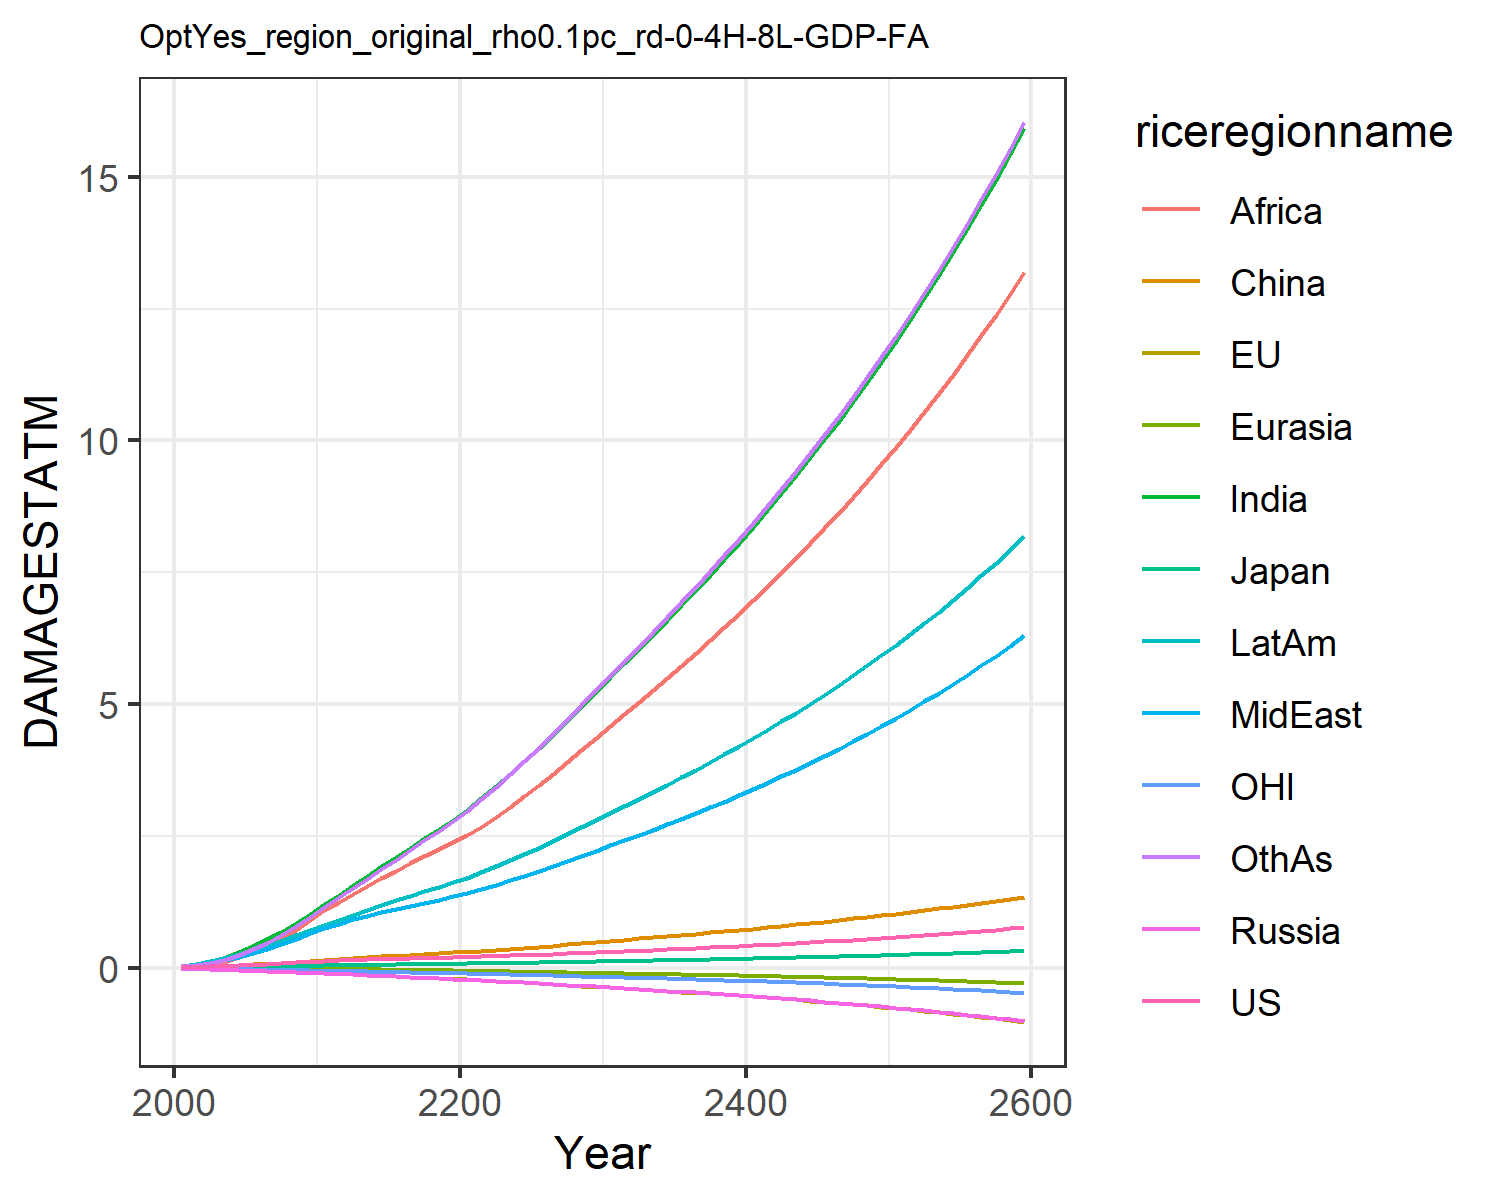 OptYes_region_original_rho0.1pc_rd-0-4H-8L-GDP-FA
DAMAGESTATM
15
10
5
0
2000 2200 2400 2600
Year
riceregionname
Africa
China
EU
Eurasia
India
Japan
LatAm
MidEast
OHI
OthAs
Russia
US